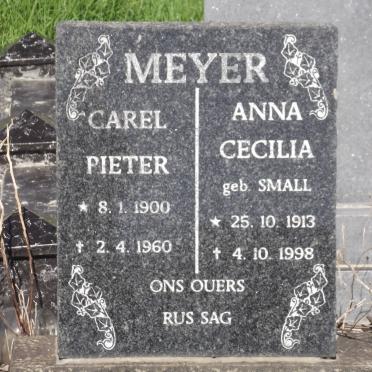 MEYER
CAREL
PIETER
★ 8. 1. 1900
✝ 2. 4. 1960
ANNA
CECILIA
geb. SMALL
★ 25. 10. 1913
✝ 4. 10. 1998
ONS OUERS
RUS SAG